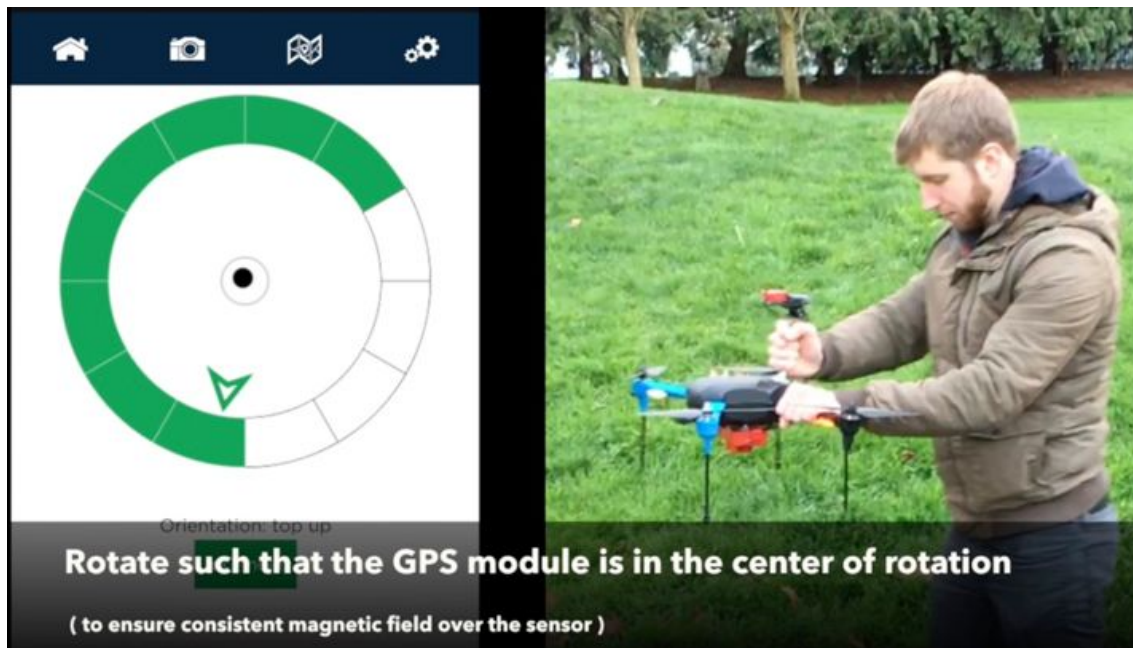 Orientation: top up
Rotate such that the GPS module is in the center of rotation
( to ensure consistent magnetic field over the sensor )